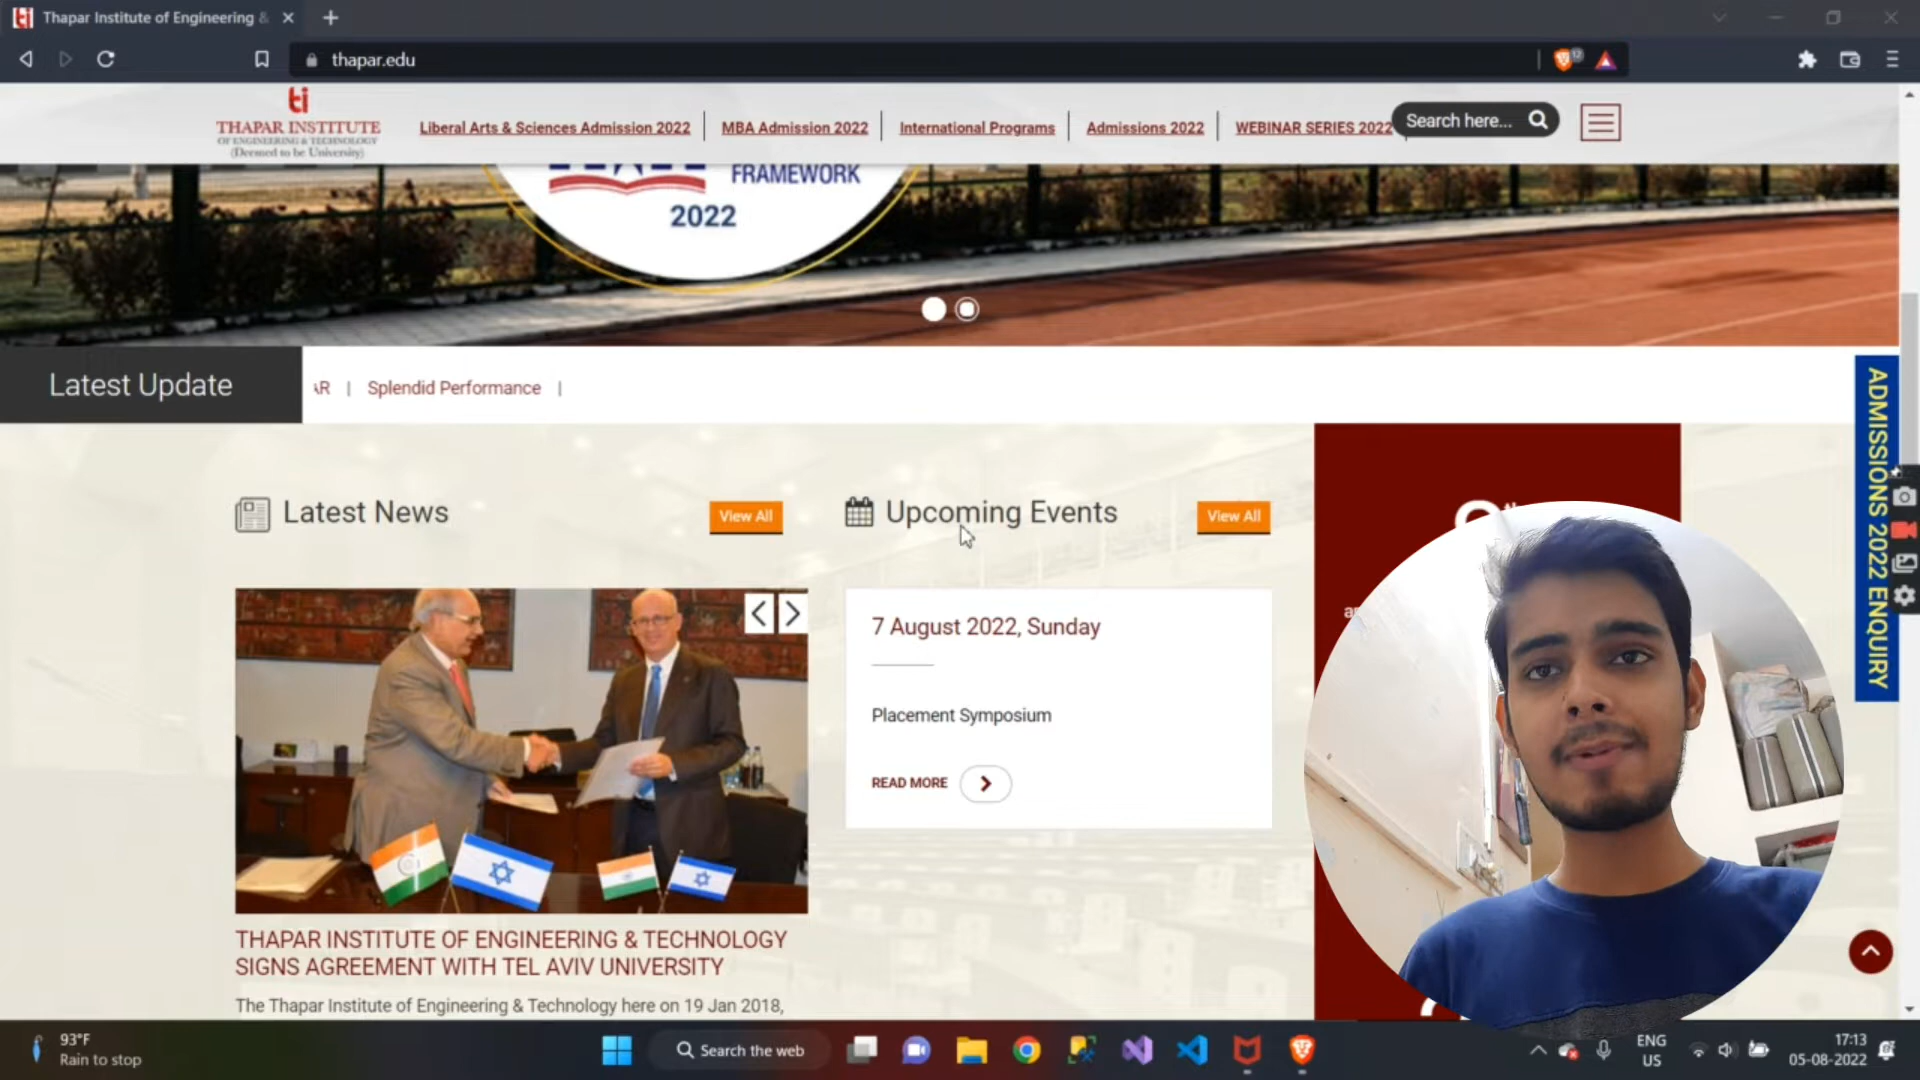 Thapar Institute of Engineering &
thapar.edu
12
ti
THAPAR INSTITUTE
OF ENGINEERING & TECHNOLOGY
(Deemed to be University)
Liberal Arts & Sciences Admission 2022
MBA Admission 2022
International Programs
Admissions 2022
WEBINAR SERIES 2022
Search here...
FRAMEWORK
2022
Latest Update
AR | Splendid Performance |
ADMISSIONS 2022 ENQUIRY
Latest News
View All
Upcoming Events
View All
7 August 2022, Sunday
Placement Symposium
READ MORE
THAPAR INSTITUTE OF ENGINEERING & TECHNOLOGY
SIGNS AGREEMENT WITH TEL AVIV UNIVERSITY
The Thapar Institute of Engineering & Technology here on 19 Jan 2018,
93°F
Rain to stop
Search the web
ENG
US
17:13
05-08-2022